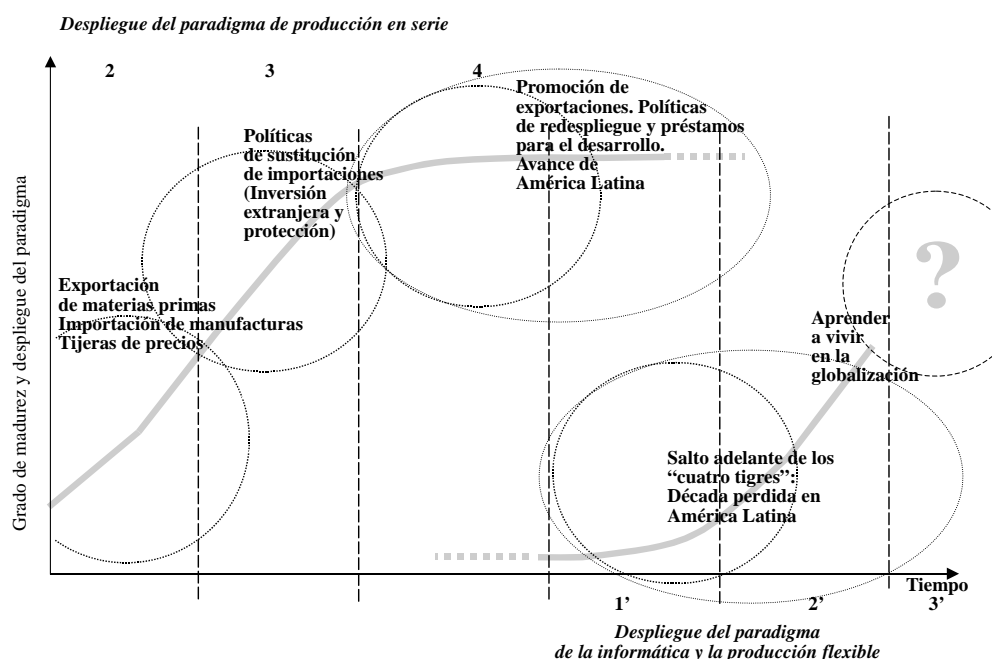 Despliegue del paradigma de producción en serie
2
3
4
Promoción de
exportaciones. Políticas
de redespliegue y préstamos
para el desarrollo.
Avance de
América Latina
Políticas
de sustitución
de importaciones
(Inversión
extranjera y
protección)
Grado de madurez y despliegue del paradigma
Exportación
de materias primas
Importación de manufacturas
Tijeras de precios
?
Aprender
a vivir
en la
globalización
Salto adelante de los
“cuatro tigres”:
Década perdida en
América Latina
Tiempo
1’
2’
3’
Despliegue del paradigma
de la informática y la producción flexible